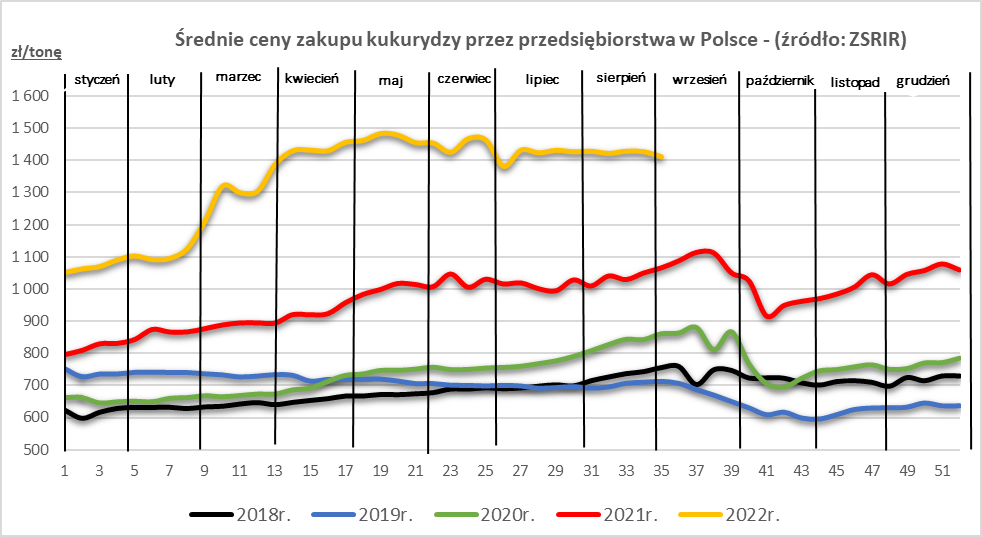 Średnie ceny zakupu kukurydzy przez przedsiębiorstwa w Polsce - (źródło: ZSRIR)
zł/tonę
styczeń luty marzec kwiecień maj czerwiec lipiec sierpień wrzesień październik listopad grudzień
1 600
1 500
1 400
1 300
1 200
1 100
1 000
900
800
700
600
500
1 3 5 7 9 11 13 15 17 19 21 23 25 27 29 31 33 35 37 39 41 43 45 47 49 51
2018r. 2019r. 2020r. 2021r. 2022r.